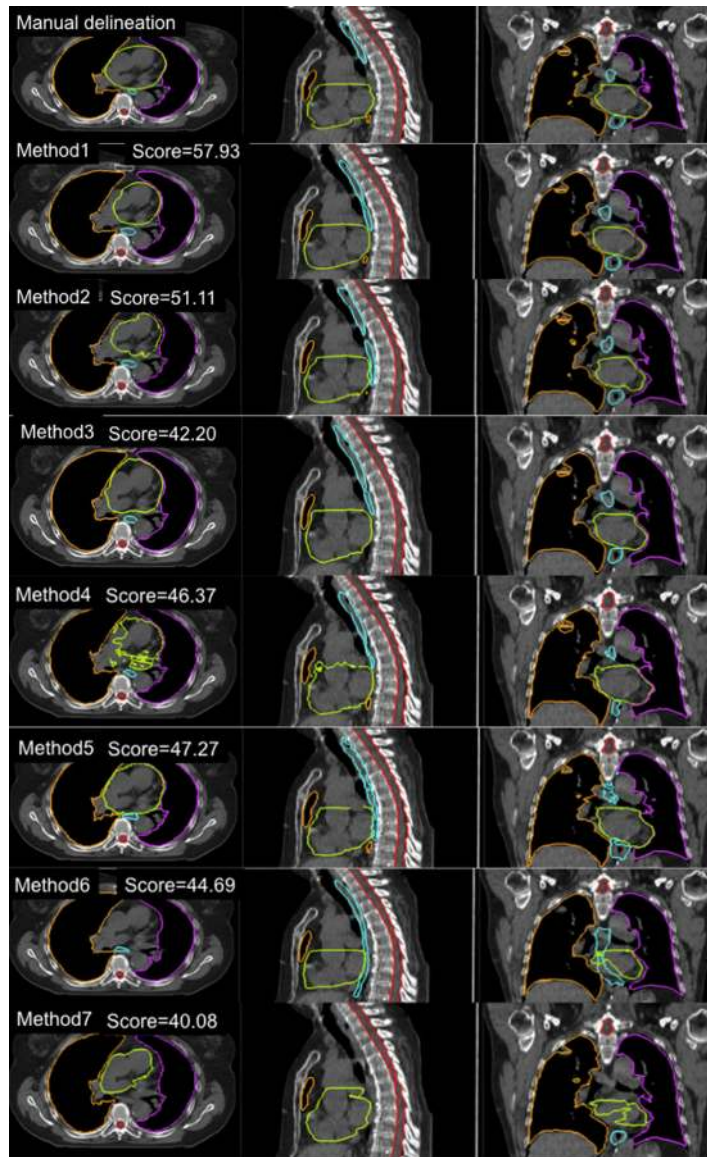 Manual delineation
Method1 Score=57.93
Method2 Score=51.11
Method3 Score=42.20
Method4 Score=46.37
Method5 Score=47.27
Method6 Score=44.69
Method7 Score=40.08